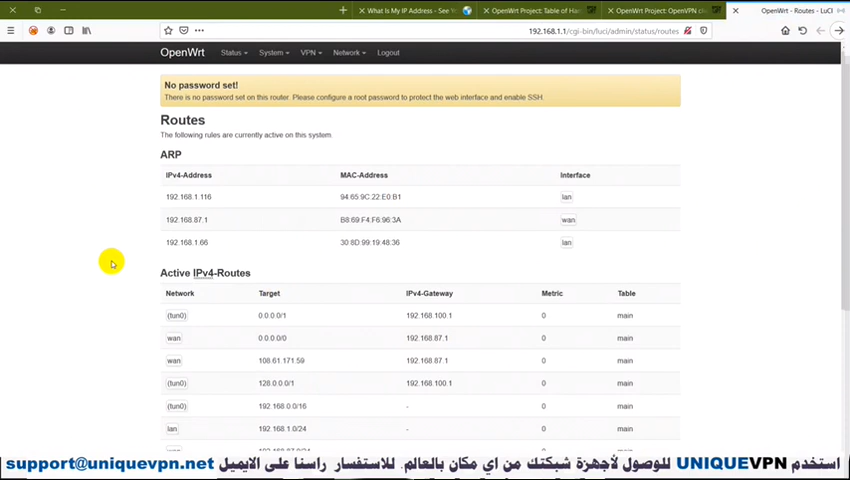 What Is My IP Address - See Yo
OpenWrt Project: Table of Har
OpenWrt Project: OpenVPN cli
OpenWrt - Routes - LuCI
192.168.1.1/cgi-bin/luci/admin/status/routes
OpenWrt Status System VPN Network Logout
No password set!
There is no password set on this router. Please configure a root password to protect the web interface and enable SSH.
Routes
The following rules are currently active on this system.
ARP
IPv4-Address MAC-Address Interface
192.168.1.116 94:65:9C:22:E0:B1 lan
192.168.87.1 B8:69:F4:F6:96:3A wan
192.168.1.66 30:8D:99:19:48:36 lan
Active IPv4-Routes
Network Target IPv4-Gateway Metric Table
(tun0) 0.0.0.0/1 192.168.100.1 0 main
wan 0.0.0.0/0 192.168.87.1 0 main
wan 108.61.171.59 192.168.87.1 0 main
(tun0) 128.0.0.0/1 192.168.100.1 0 main
(tun0) 192.168.0.0/16 - 0 main
lan 192.168.1.0/24 - 0 main
استخدم UNIQUEVPN للوصول لأجهزة شبكتك من اي مكان بالعالم. للاستفسار راسنا على الايميل support@uniquevpn.net